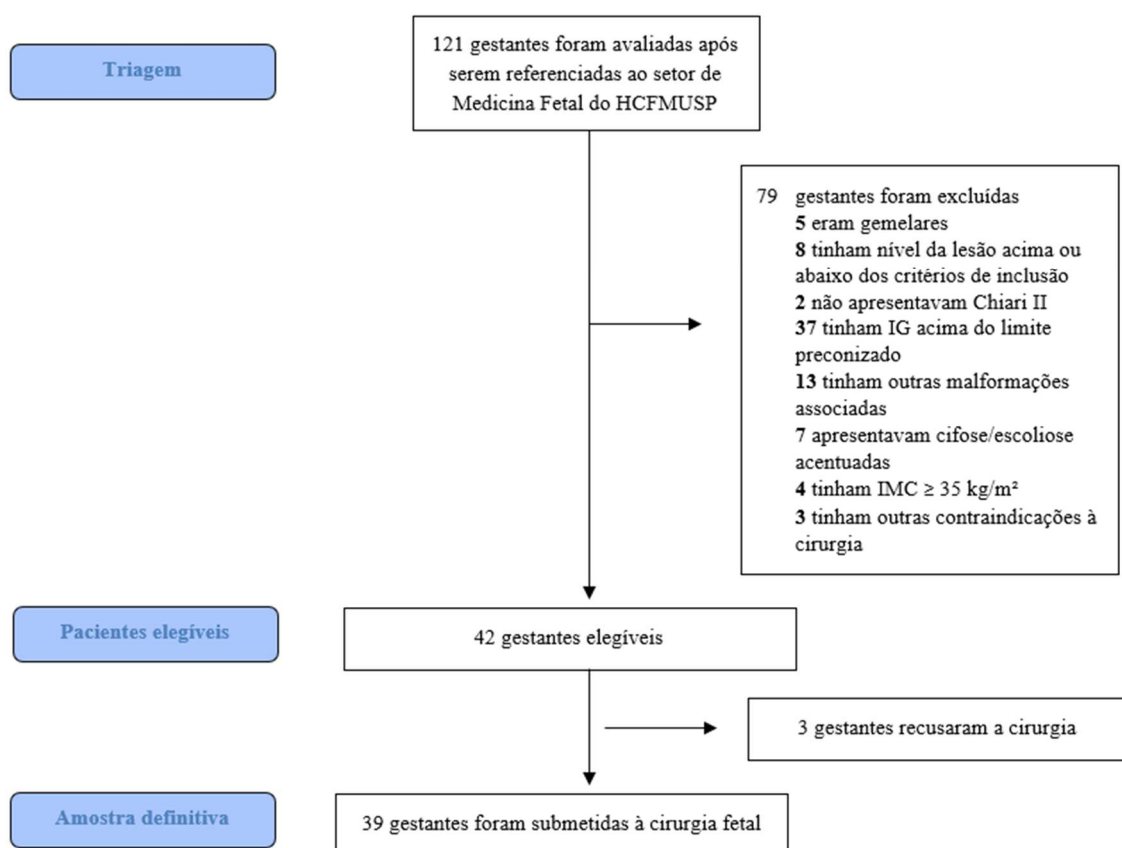 Triagem
121 gestantes foram avaliadas após
serem referenciadas ao setor de
Medicina Fetal do HCFMUSP
79 gestantes foram excluídas
5 eram gemelares
8 tinham nível da lesão acima ou
abaixo dos critérios de inclusão
2 não apresentavam Chiari II
37 tinham IG acima do limite
preconizado
13 tinham outras malformações
associadas
7 apresentavam cifose/escoliose
acentuadas
4 tinham IMC ≥ 35 kg/m²
3 tinham outras contraindicações à
cirurgia
Pacientes elegíveis
42 gestantes elegíveis
3 gestantes recusaram a cirurgia
Amostra definitiva
39 gestantes foram submetidas à cirurgia fetal